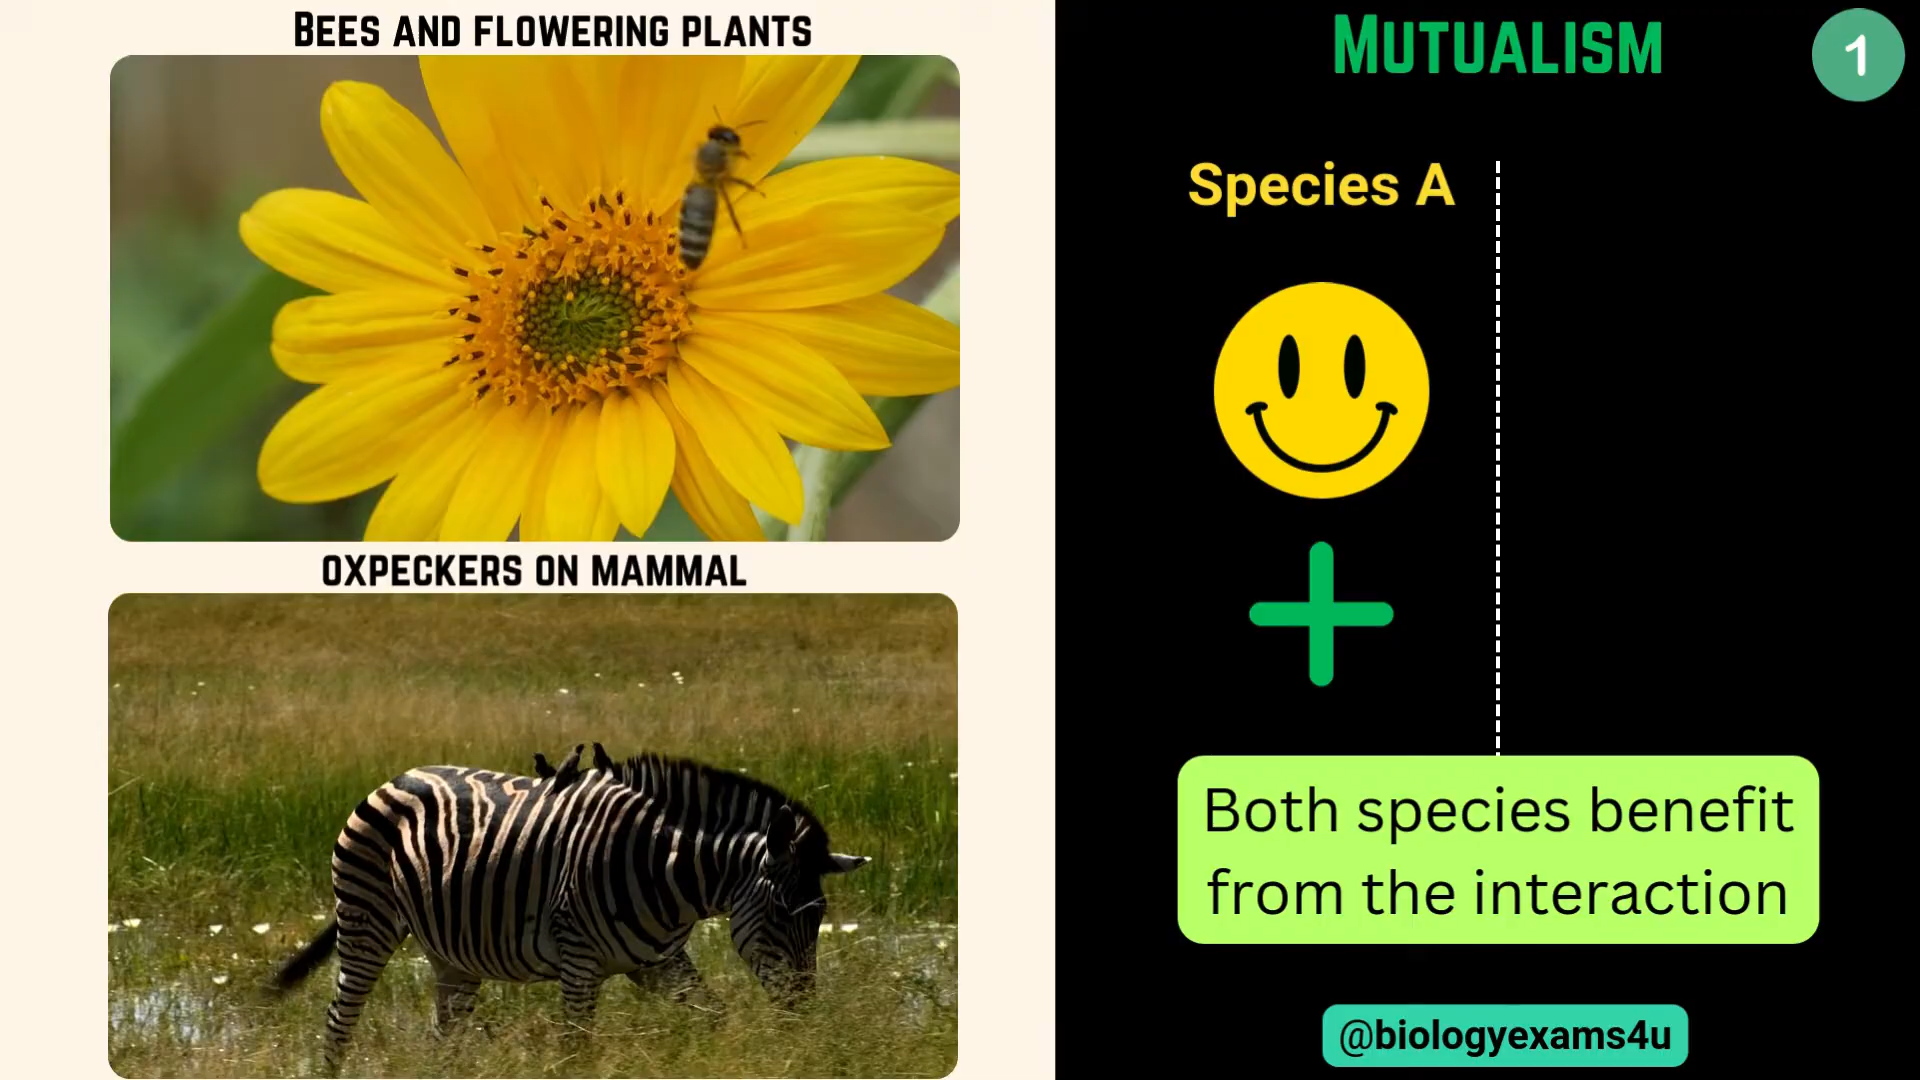 BEES AND FLOWERING PLANTS
OXPECKERS ON MAMMAL
MUTUALISM
1
Species A
Both species benefit
from the interaction
@biologyexams4u